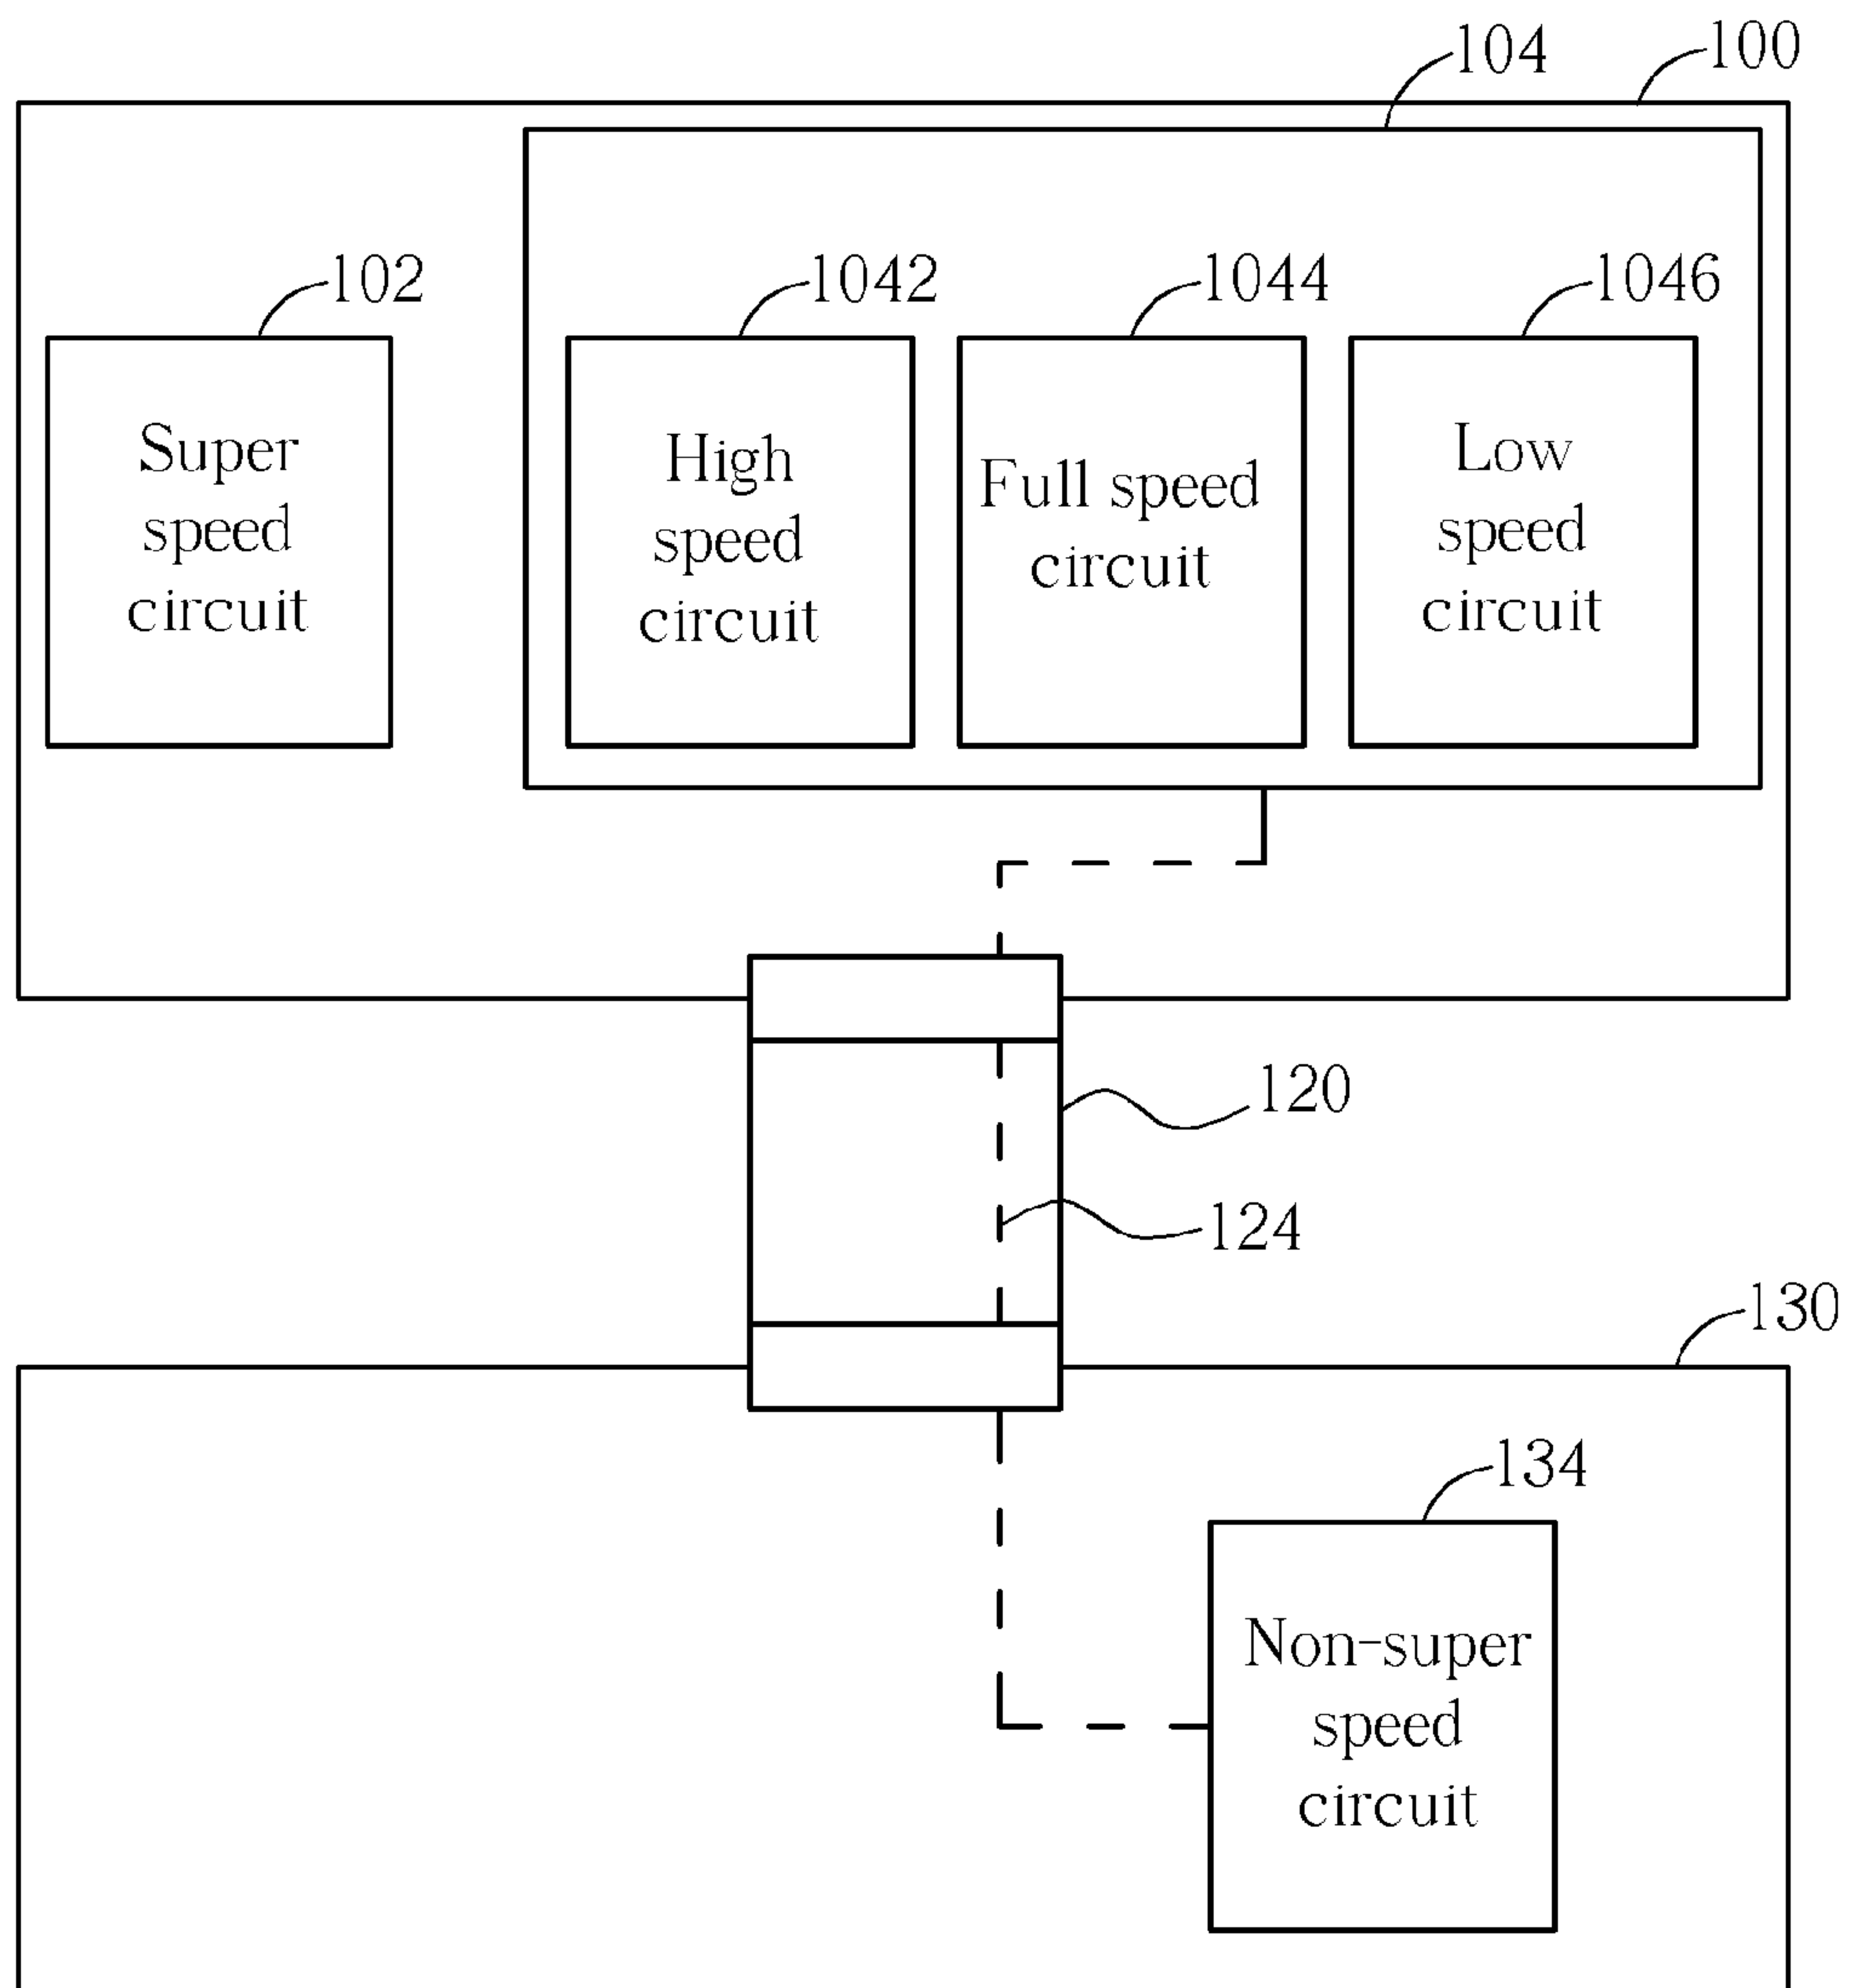 104
100
102
1042
1044
1046
Super
speed
circuit
High
speed
circuit
Full speed
circuit
Low
speed
circuit
120
124
130
134
Non-super
speed
circuit